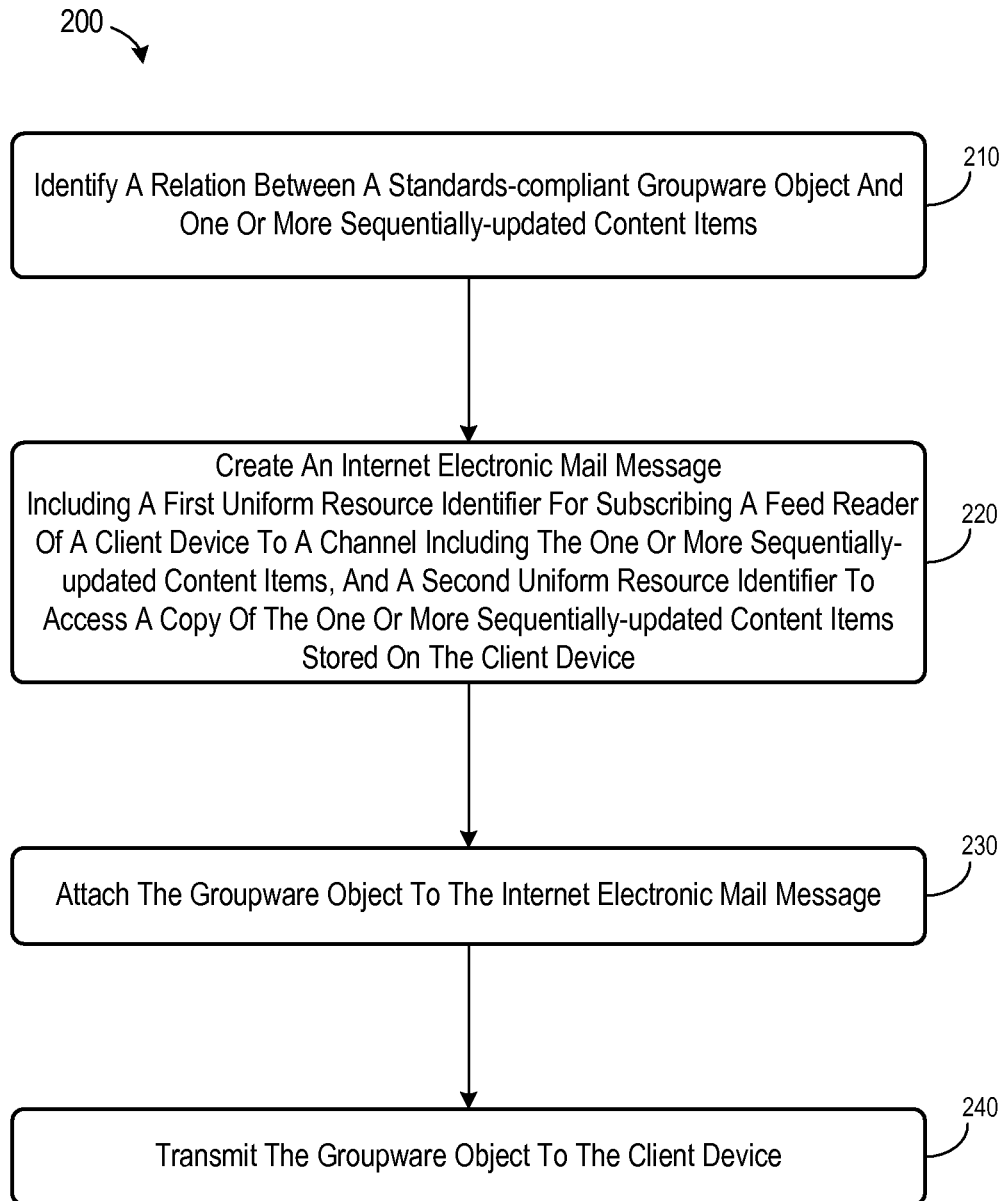 200
210
Identify A Relation Between A Standards-compliant Groupware Object And
One Or More Sequentially-updated Content Items
220
Create An Internet Electronic Mail Message
Including A First Uniform Resource Identifier For Subscribing A Feed Reader
Of A Client Device To A Channel Including The One Or More Sequentially-
updated Content Items, And A Second Uniform Resource Identifier To
Access A Copy Of The One Or More Sequentially-updated Content Items
Stored On The Client Device
230
Attach The Groupware Object To The Internet Electronic Mail Message
240
Transmit The Groupware Object To The Client Device